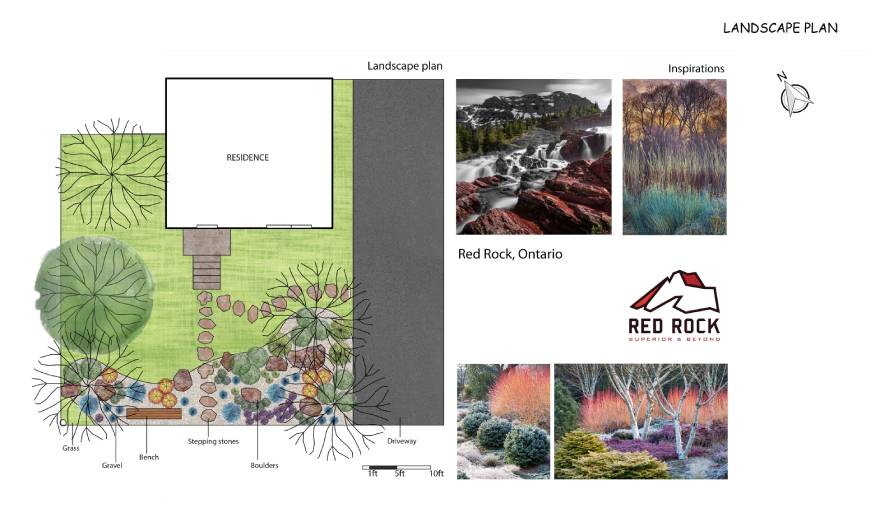 LANDSCAPE PLAN
Landscape plan
Inspirations
N
RESIDENCE
Red Rock, Ontario
RED ROCK
SUPERIOR & BEYOND
Grass
Gravel
Bench
Stepping stones
Boulders
Driveway
1ft 5ft 10ft